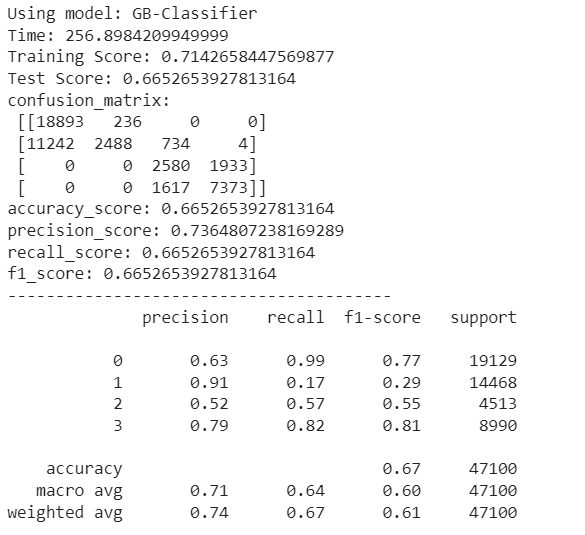 Using model: GB-Classifier
Time: 256.8984209949999
Training Score: 0.7142658447569877
Test Score: 0.6652653927813164
confusion_matrix:
[[18893 236 0 0]
[11242 2488 734 4]
[ 0 0 2580 1933]
[ 0 0 1617 7373]]
accuracy_score: 0.6652653927813164
precision_score: 0.7364807238169289
recall_score: 0.6652653927813164
f1_score: 0.6652653927813164
----------------------------------------
precision recall f1-score support
0 0.63 0.99 0.77 19129
1 0.91 0.17 0.29 14468
2 0.52 0.57 0.55 4513
3 0.79 0.82 0.81 8990
accuracy 0.67 47100
macro avg 0.71 0.64 0.60 47100
weighted avg 0.74 0.67 0.61 47100